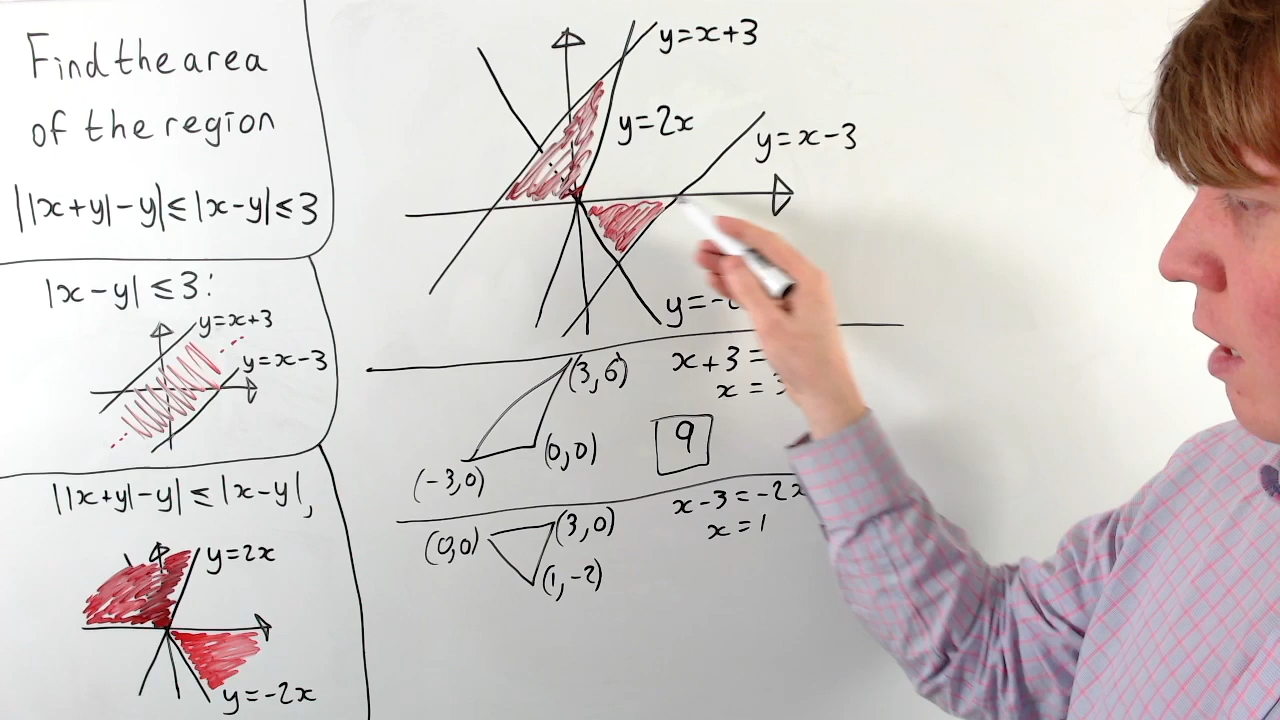 Find the area
of the region
||x+y|-y|≤|x-y|≤3
|x-y|≤3:
y=x+3
y=x-3
||x+y|-y|≤|x-y|,
y=2x
y=-2x
y=x+3
y=2x
y=x-3
y=-
(3,6)
(0,0)
(-3,0)
x+3=
x=3
9
(0,0)
(3,0)
(1,-2)
x-3=-2x
x=1